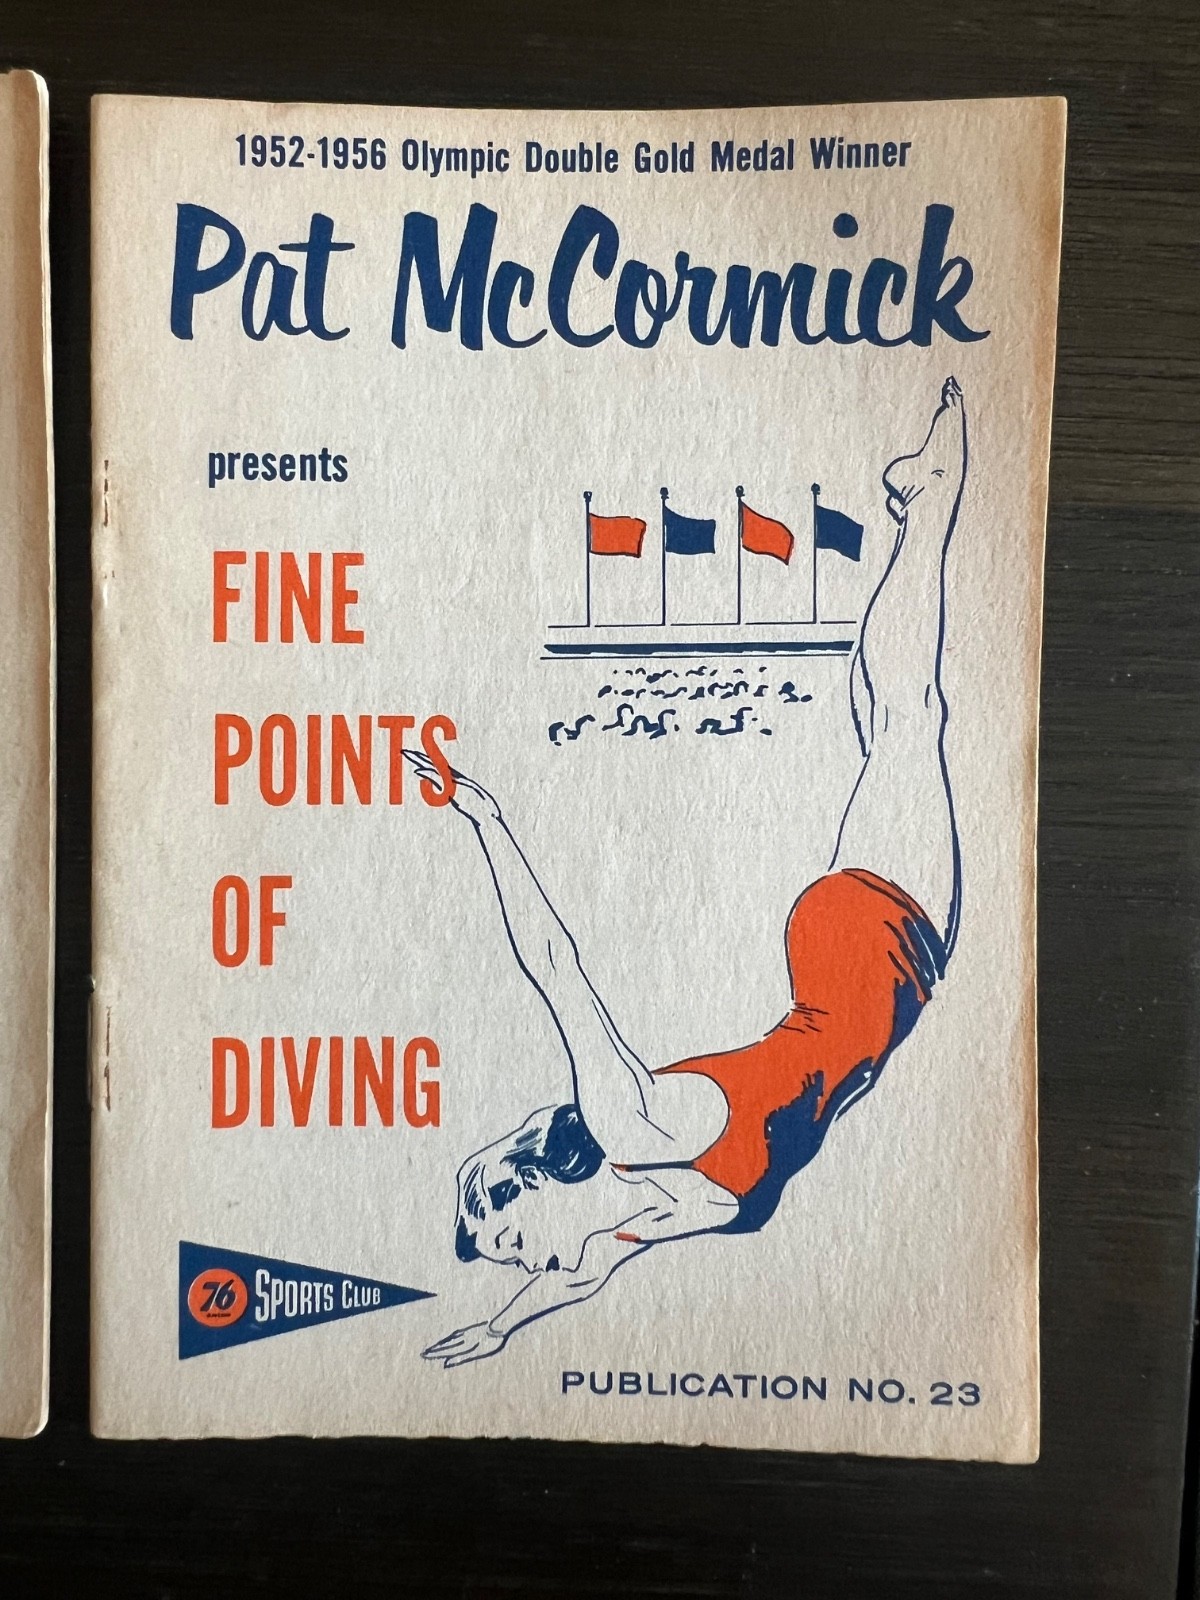 1952-1956 Olympic Double Gold Medal Winner
Pat McCormick
presents
FINE
POINTS
OF
DIVING
76
SPORTS CLUB
PUBLICATION NO. 23